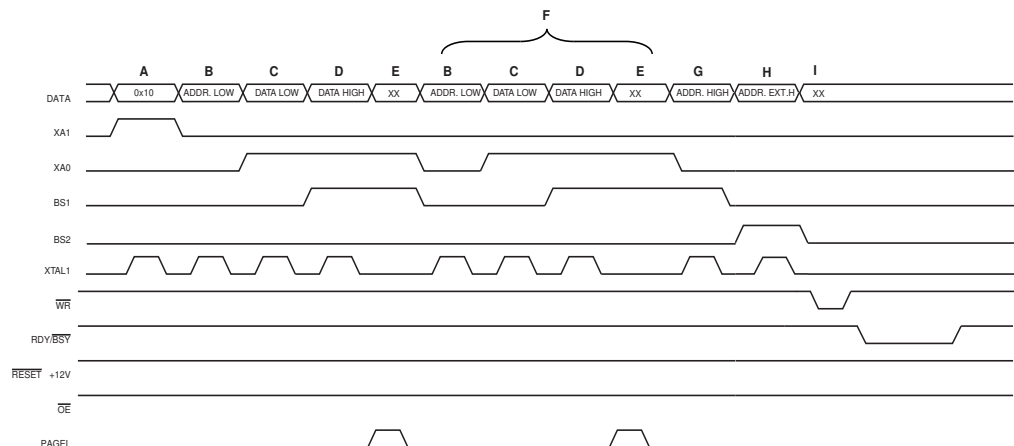 F
A B C D E B C D E G H I
DATA 0x10 ADDR. LOW DATA LOW DATA HIGH XX ADDR. LOW DATA LOW DATA HIGH XX ADDR. HIGH ADDR. EXT.H XX
XA1
XA0
BS1
BS2
XTAL1
WR
RDY/BSY
RESET +12V
OE
PAGEL